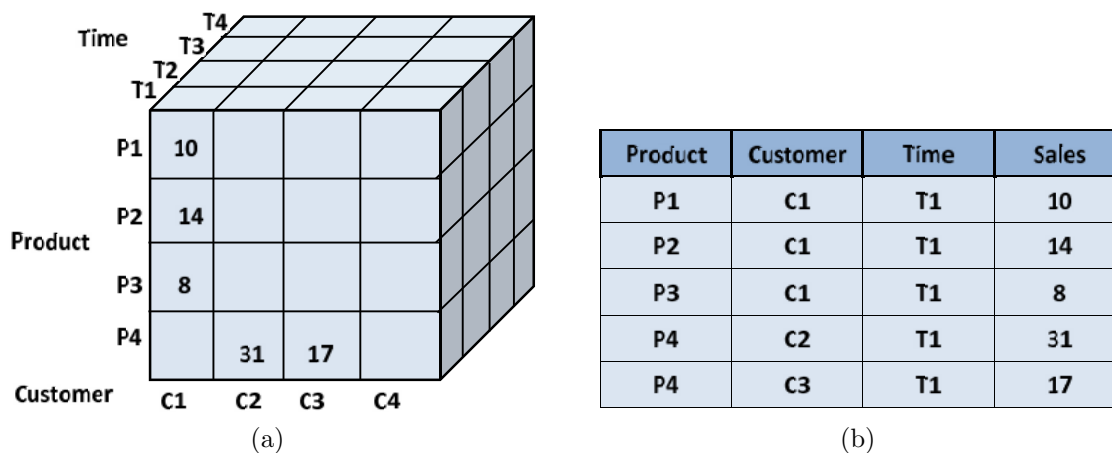 Time
T4
T3
T2
T1
P1 10
P2 14
Product
P3 8
P4
31 17
Customer C1 C2 C3 C4
(a)
Product Customer Time Sales
P1 C1 T1 10
P2 C1 T1 14
P3 C1 T1 8
P4 C2 T1 31
P4 C3 T1 17
(b)